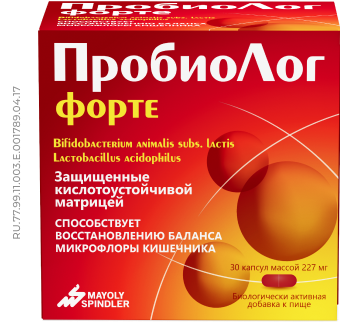 форте
ПробиоЛог
форте
Bifidobacterium animalis subs. lactis
Lactobacillus acidophilus
Защищенные
кислотоустойчивой
матрицей
СПОСОБСТВУЕТ
ВОССТАНОВЛЕНИЮ БАЛАНСА
МИКРОФЛОРЫ КИШЕЧНИКА
30 капсул массой 227 мг
Биологически активная
добавка к пище
MAYOLY
SPINDLER
RU.77.99.11.003.E.001789.04.17